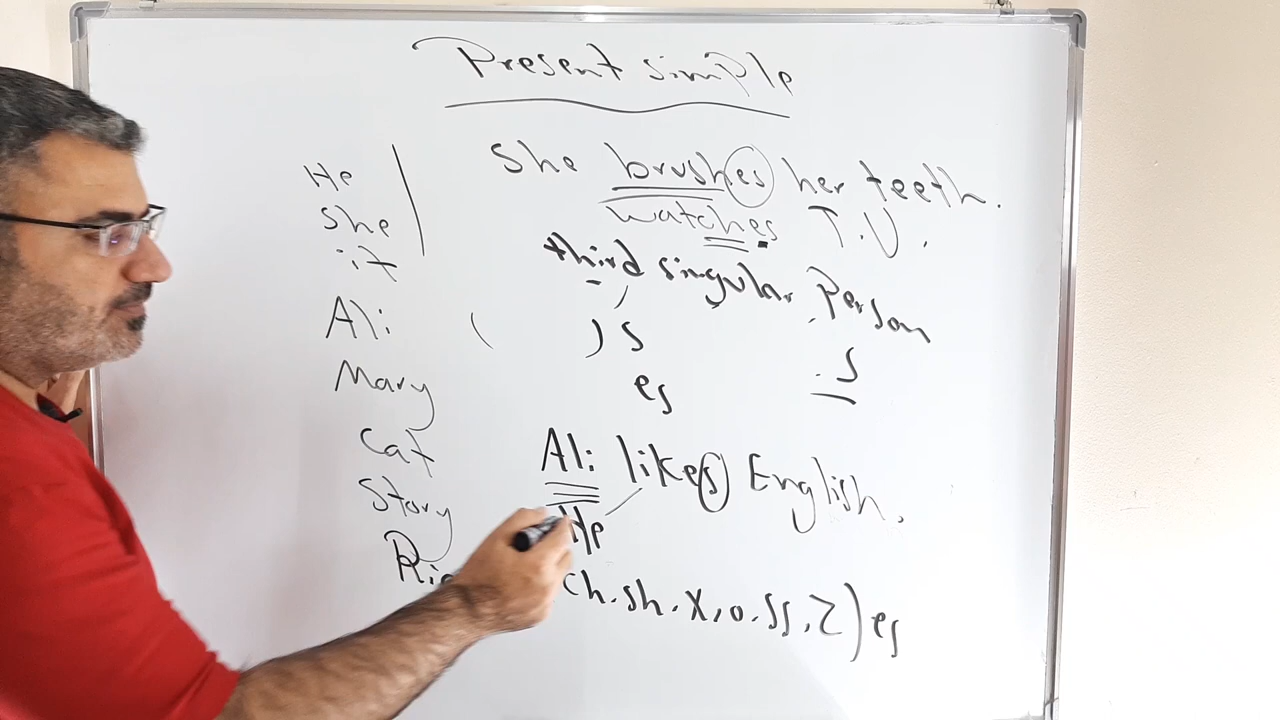 Present simple
He
she
it
Ali
Mary
Cat
Story
She brushes her teeth.
watches T.V.
third singular Person
( ) s
es
s
Ali likes English.
He
ch. sh. x, o. ss, z) es